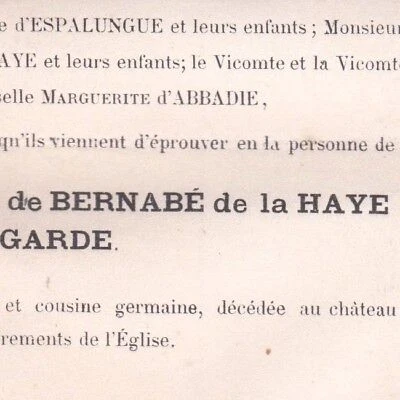 e d'ESPALUNGUE et leurs enfants ; Monsieur
AYE et leurs enfants; le Vicomte et la Vicomt
elle MARGUERITE d'ABBADIE,
qu'ils viennent d'éprouver en la personne de
de BERNABÉ de la HAYE
GARDE.
et cousine germaine, décédée au château
rements de l'Église.